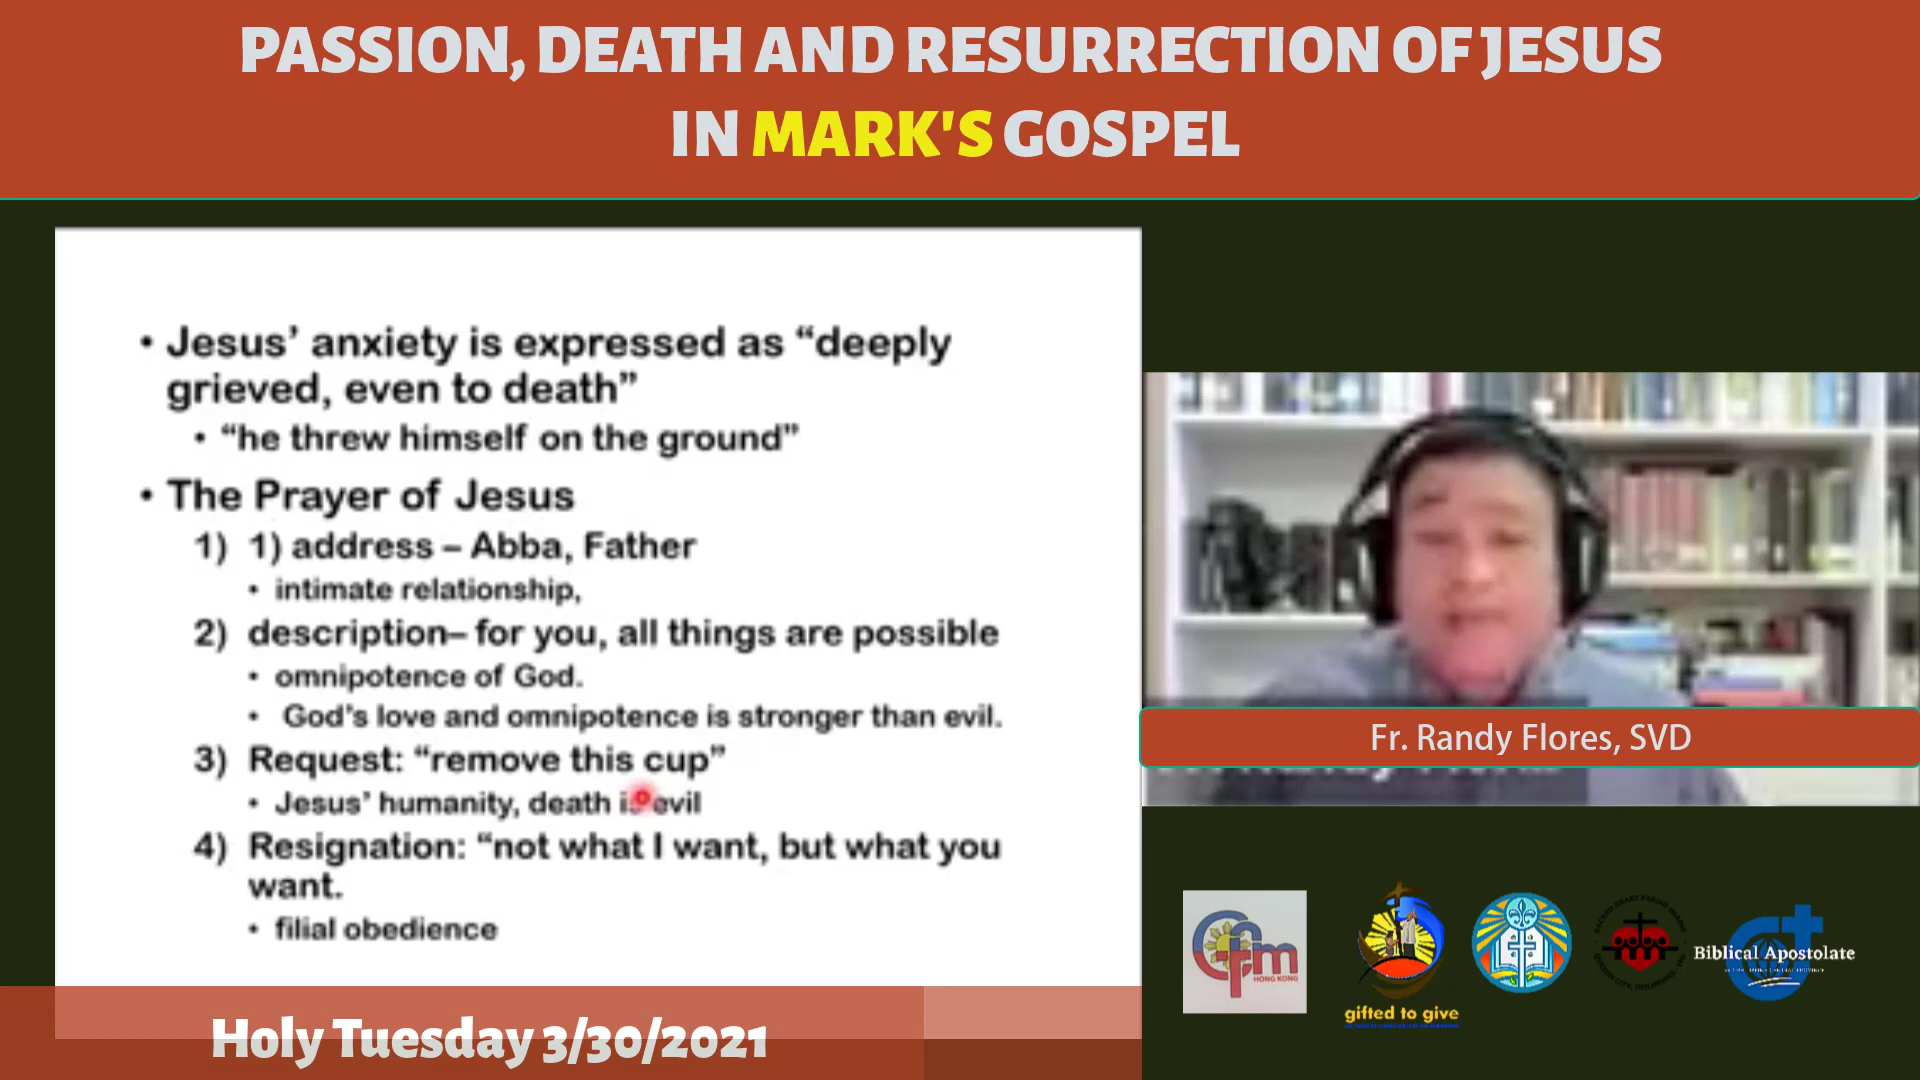 PASSION, DEATH AND RESURRECTION OF JESUS
IN MARK'S GOSPEL
• Jesus’ anxiety is expressed as “deeply
grieved, even to death”
• “he threw himself on the ground”
• The Prayer of Jesus
1) 1) address – Abba, Father
• intimate relationship,
2) description– for you, all things are possible
• omnipotence of God.
• God’s love and omnipotence is stronger than evil.
3) Request: “remove this cup”
• Jesus’ humanity, death is evil
4) Resignation: “not what I want, but what you
want.
• filial obedience
Fr. Randy Flores, SVD
cffm
HONG KONG
gifted to give
Biblical Apostolate
Holy Tuesday 3/30/2021